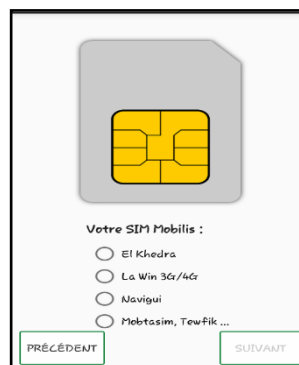 Votre SIM Mobilis :
El Khedra
La Win 3G/4G
Navigui
Mobtasim, Tewfik ...
PRÉCÉDENT
SUIVANT